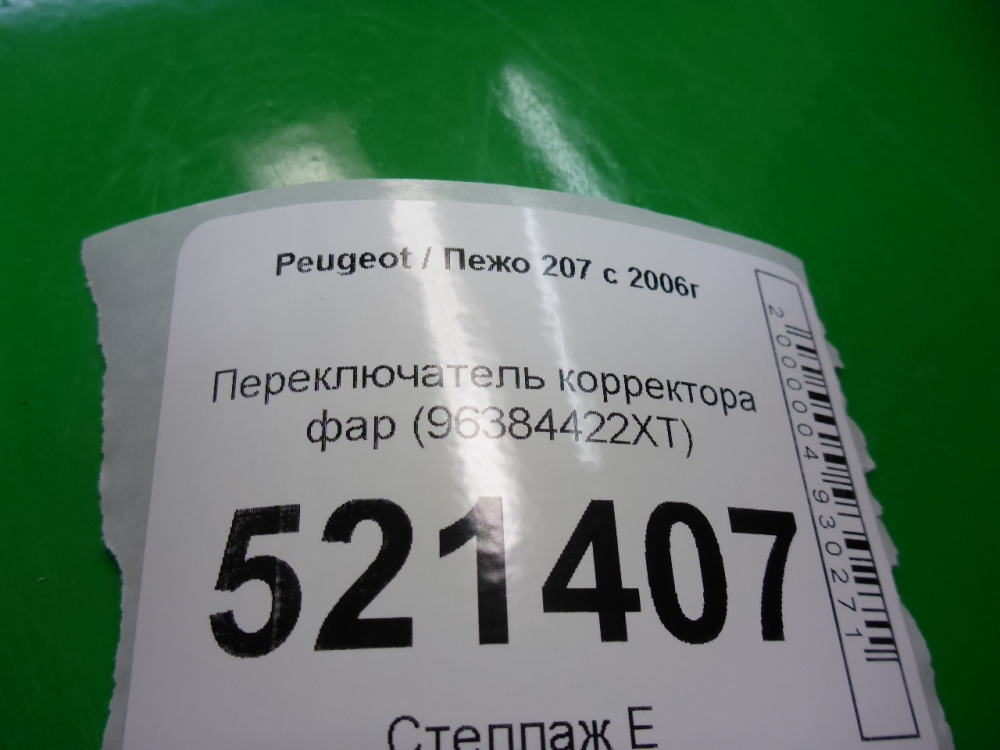 Peugeot / Пежо 207 с 2006г
Переключатель корректора
фар (96384422XT)
521407
Стеллаж Е
2000004930271